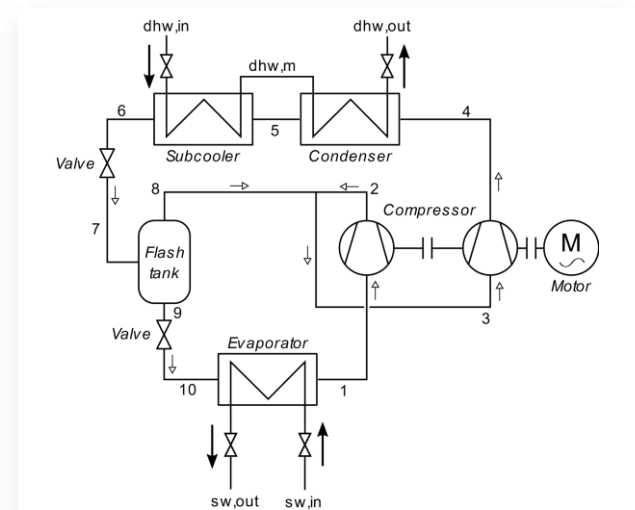 dhw,in
dhw,out
dhw,m
6
5
4
Subcooler
Condenser
Valve
8
2
Compressor
7
Flash
tank
M
Motor
9
3
Valve
Evaporator
10
1
sw,out
sw,in